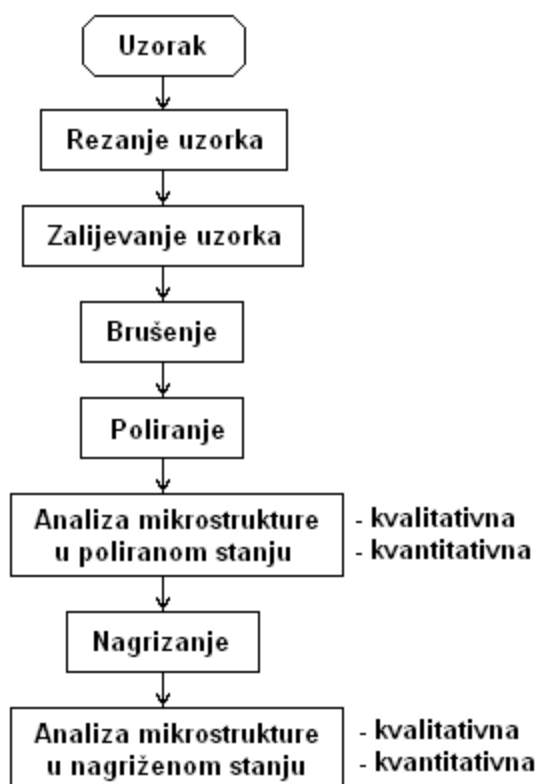 Uzorak
Rezanje uzorka
Zalijevanje uzorka
Brušenje
Poliranje
Analiza mikrostrukture
u poliranom stanju
- kvalitativna
- kvantitativna
Nagrizanje
Analiza mikrostrukture
u nagriženom stanju
- kvalitativna
- kvantitativna